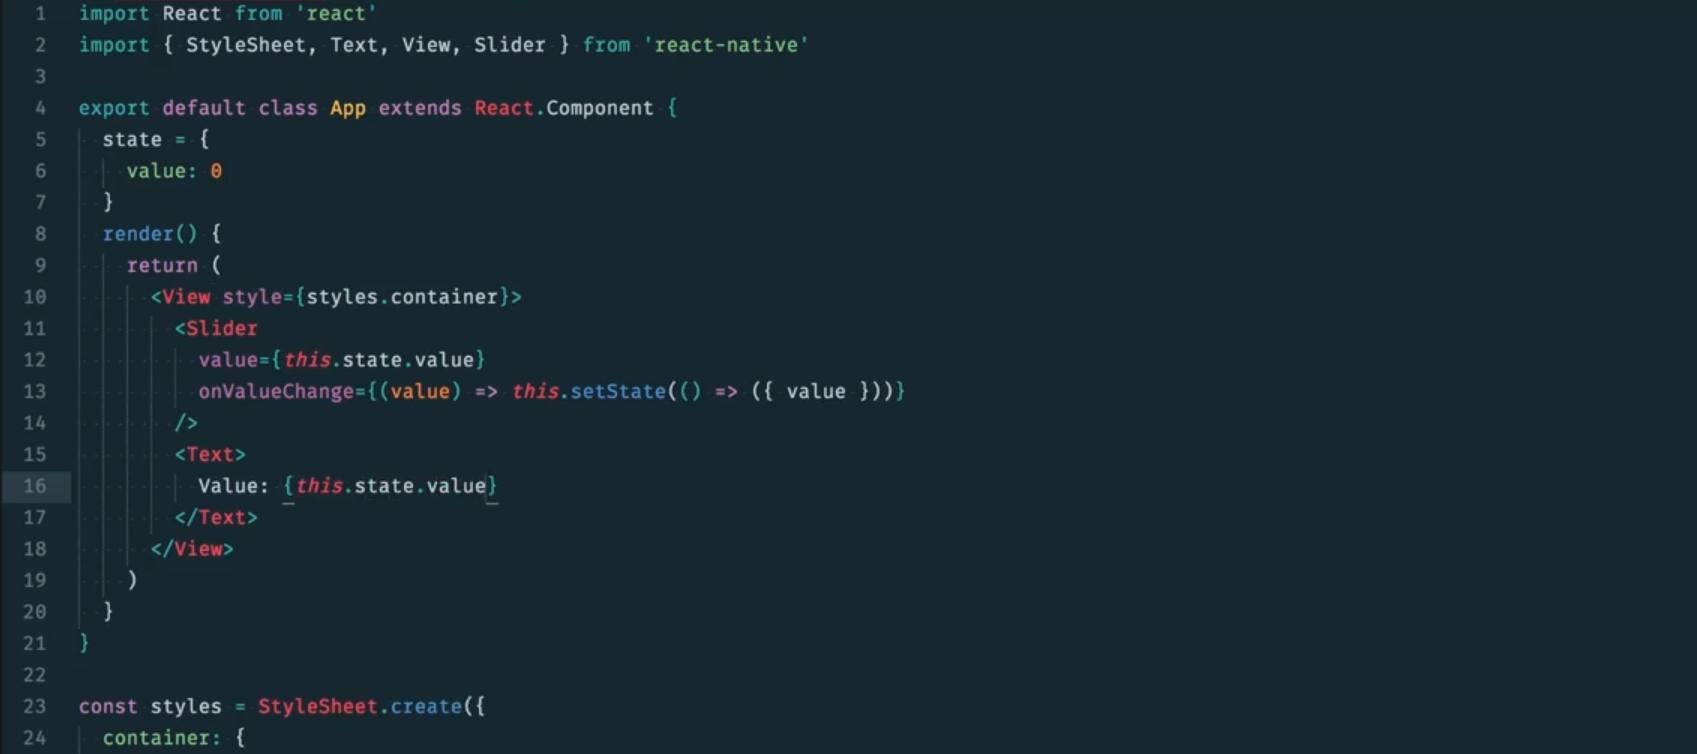 1 import React from 'react'
2 import { StyleSheet, Text, View, Slider } from 'react-native'
3
4 export default class App extends React.Component {
5 state = {
6 value: 0
7 }
8 render() {
9 return (
10 <View style={styles.container}>
11 <Slider
12 value={this.state.value}
13 onValueChange={(value) => this.setState(() => ({ value }))}
14 />
15 <Text>
16 Value: {this.state.value}
17 </Text>
18 </View>
19 )
20 }
21 }
22
23 const styles = StyleSheet.create({
24 container: {